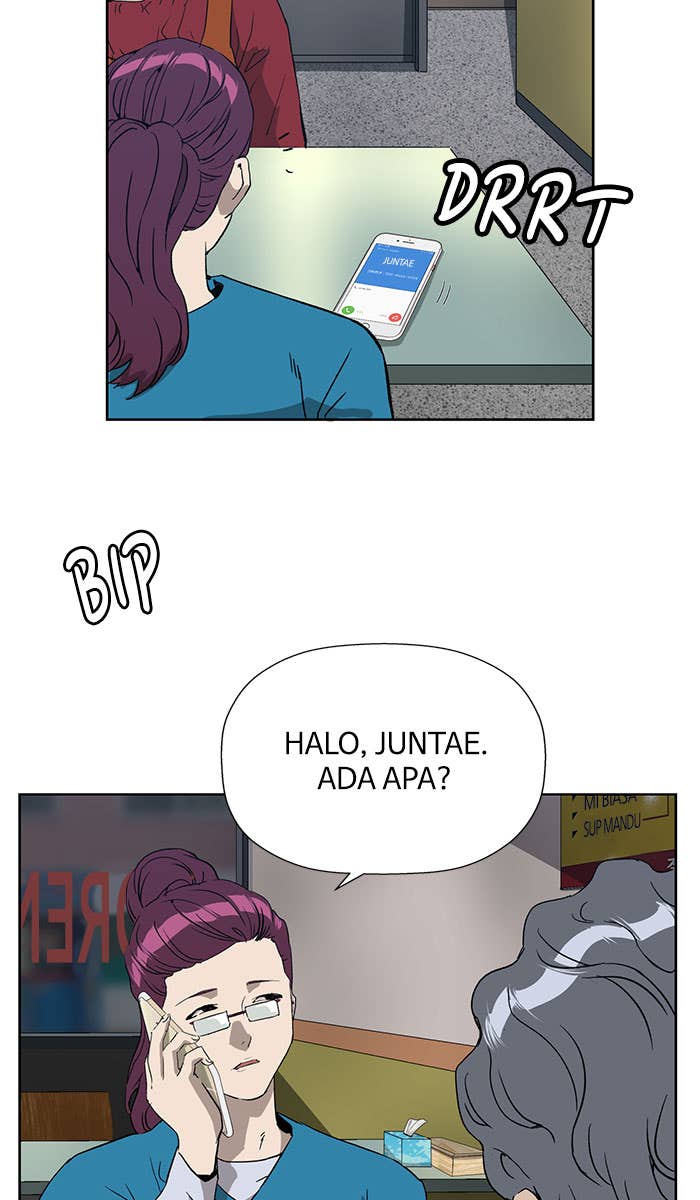 DRRT
JUNTAE
BIP
HALO, JUNTAE.
ADA APA?
MI BIASA
SUP MANDU